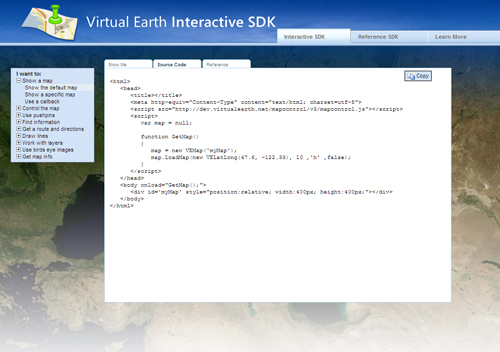 Virtual Earth Interactive SDK
Interactive SDK
Reference SDK
Learn More
I want to:
Show a map
Show the default map
Show a specific map
Use a callback
Control the map
Use pushpins
Find information
Get a route and directions
Draw lines
Work with layers
Use birds eye images
Get map info
Show Me
Source Code
Reference
Copy
<html>
<head>
<title></title>
<meta http-equiv="Content-Type" content="text/html; charset=utf-8">
<script src="http://dev.virtualearth.net/mapcontrol/v3/mapcontrol.js"></script>
<script>
var map = null;
function GetMap()
{
map = new VEMap('myMap');
map.LoadMap(new VELatLong(47.6, -122.33), 10 ,'h' ,false);
}
</script>
</head>
<body onload="GetMap();">
<div id='myMap' style="position:relative; width:400px; height:400px;"></div>
</body>
</html>